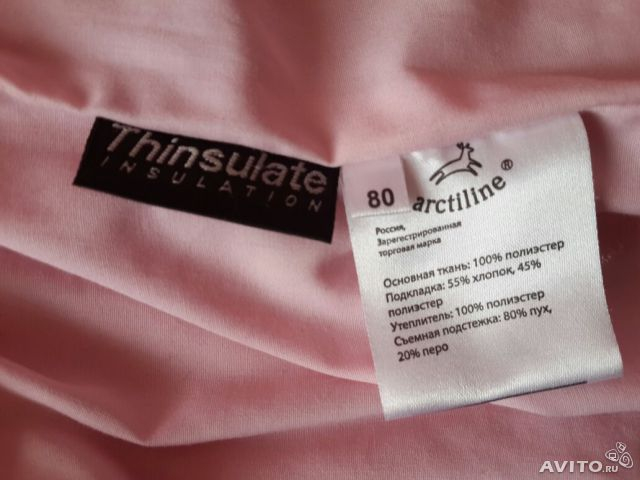 Thinsulate
INSULATION
80
arctiline®
Россия,
Зарегестрированная
торговая марка
Основная ткань: 100% полиэстер
Подкладка: 55% хлопок, 45%
полиэстер
Утеплитель: 100% полиэстер
Съемная подстежка: 80% пух,
20% перо
AVITO.ru